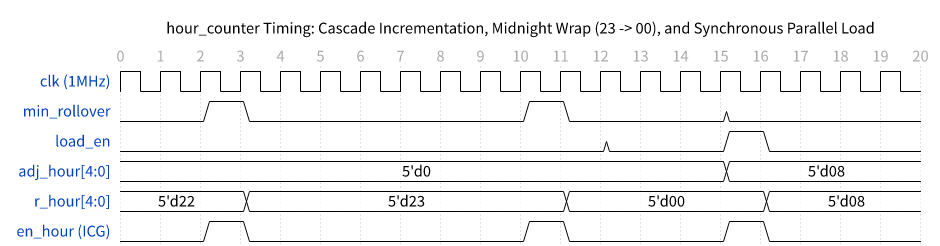 hour_counter Timing: Cascade Incrementation, Midnight Wrap (23 -> 00), and Synchronous Parallel Load
0 1 2 3 4 5 6 7 8 9 10 11 12 13 14 15 16 17 18 19 20
clk (1MHz)
min_rollover
load_en
adj_hour[4:0] 5'd0 5'd08
r_hour[4:0] 5'd22 5'd23 5'd00 5'd08
en_hour (ICG)